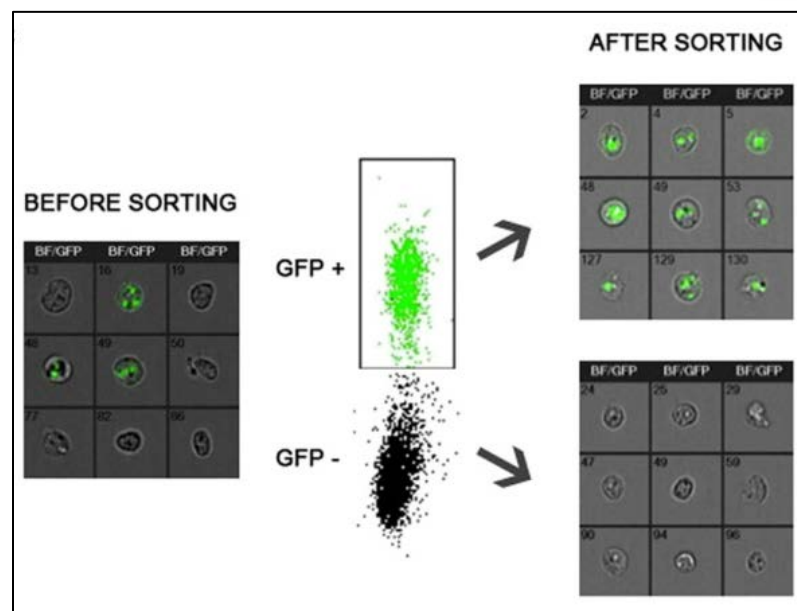 AFTER SORTING
BF/GFP BF/GFP BF/GFP
2 4 5
48 49 53
127 129 130
BEFORE SORTING
BF/GFP BF/GFP BF/GFP
13 16 19
48 49 50
77 82 86
GFP +
GFP -
BF/GFP BF/GFP BF/GFP
24 25 29
47 49 59
90 94 96